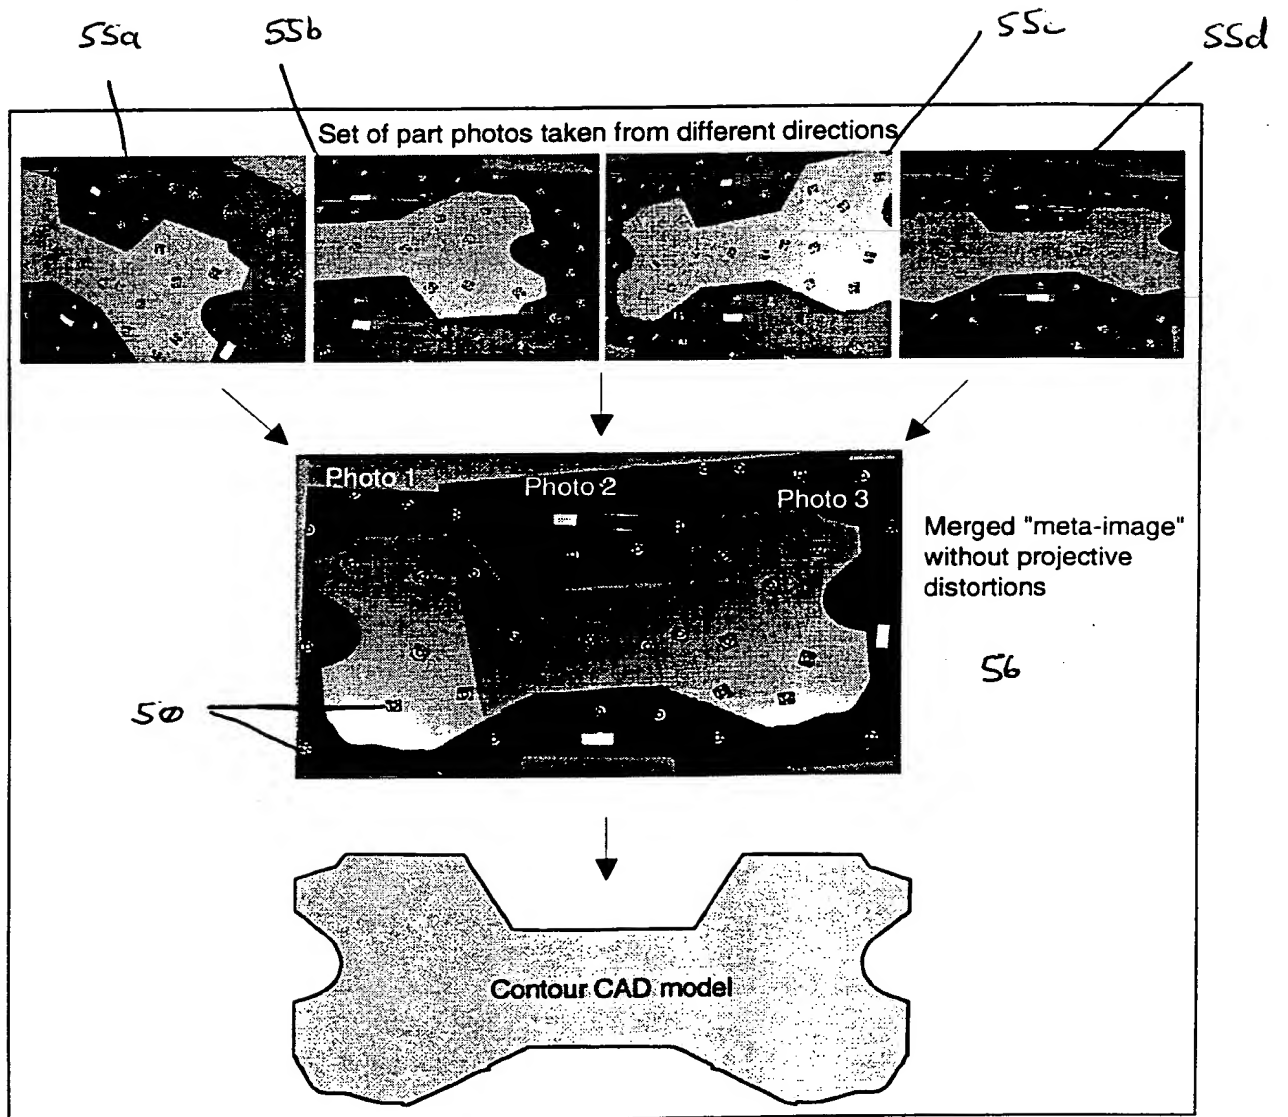 55a
55b
55c
55d
Set of part photos taken from different directions
Photo 1
Photo 2
Photo 3
Merged "meta-image"
without projective
distortions
56
50
Contour CAD model